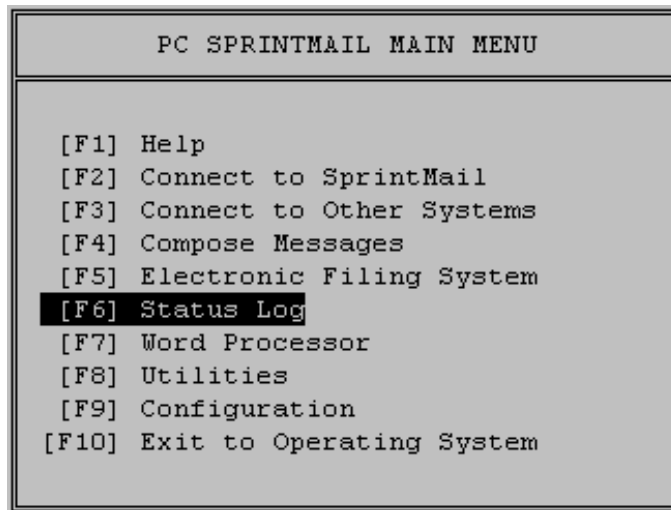 PC SPRINTMAIL MAIN MENU
[F1] Help
[F2] Connect to SprintMail
[F3] Connect to Other Systems
[F4] Compose Messages
[F5] Electronic Filing System
[F6] Status Log
[F7] Word Processor
[F8] Utilities
[F9] Configuration
[F10] Exit to Operating System